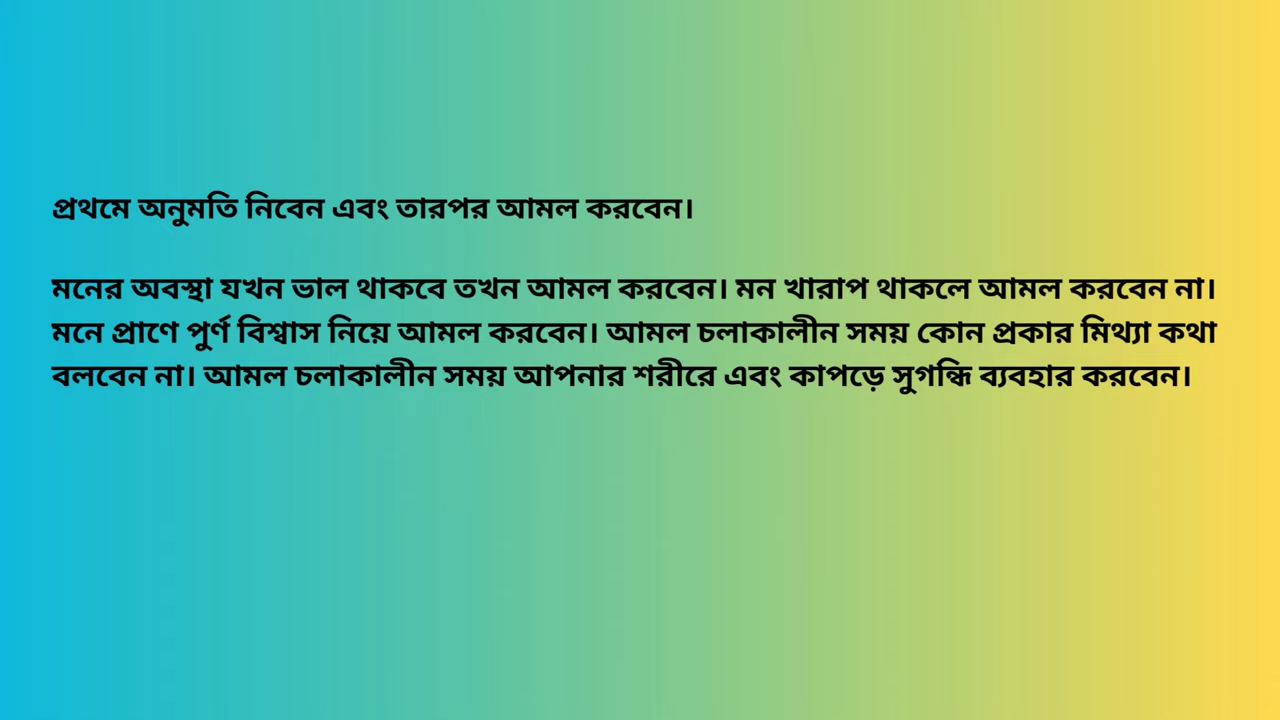 প্রথমে অনুমতি নিবেন এবং তারপর আমল করবেন।
মনের অবস্থা যখন ভাল থাকবে তখন আমল করবেন। মন খারাপ থাকলে আমল করবেন না।
মনে প্রাণে পুর্ণ বিশ্বাস নিয়ে আমল করবেন। আমল চলাকালীন সময় কোন প্রকার মিথ্যা কথা
বলবেন না। আমল চলাকালীন সময় আপনার শরীরে এবং কাপড়ে সুগন্ধি ব্যবহার করবেন।